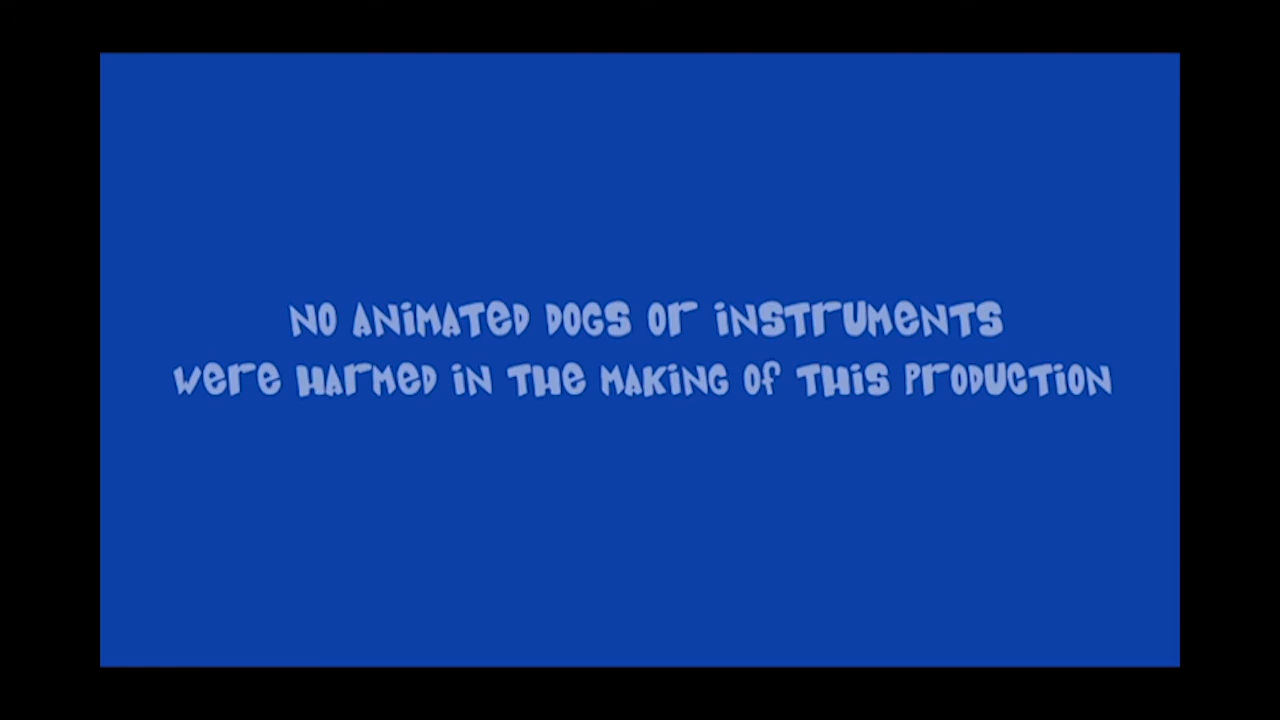 NO ANiMATeD DOGS Or iNSTrUMeNTS
were HArMeD iN THe MAKiNG Of THiS PrODUCTiON